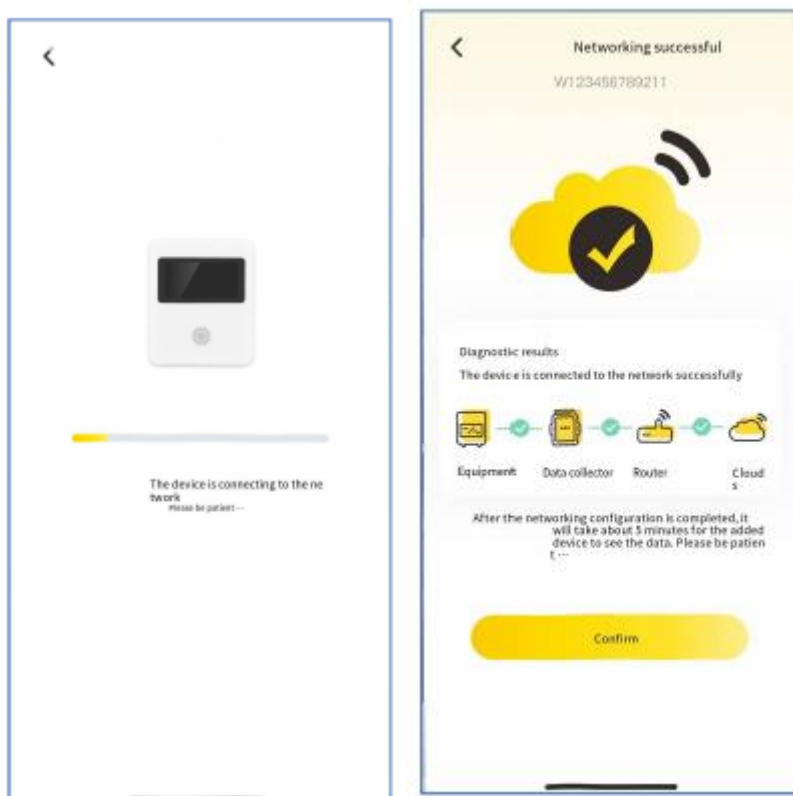 The device is connecting to the ne
twork
Please be patient ...
Networking successful
W123456789211
Diagnostic results
The device is connected to the network successfully
Equipment Data collector Router Cloud
s
After the networking configuration is completed, it
will take about 5 minutes for the added
device to see the data. Please be patien
t ...
Confirm